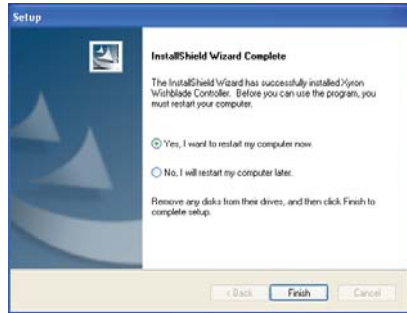 Setup
InstallShield Wizard Complete
The InstallShield Wizard has successfully installed Xyron
Wishblade Controller. Before you can use the program, you
must restart your computer.
Yes, I want to restart my computer now.
No, I will restart my computer later.
Remove any disks from their drives, and then click Finish to
complete setup.
< Back
Finish
Cancel